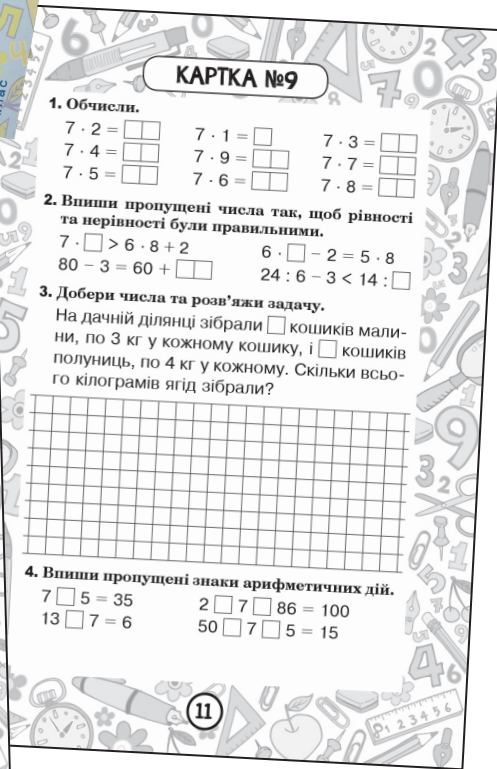 клас
КАРТКА №9
1. Обчисли.
7 · 2 = □□ 7 · 1 = □ 7 · 3 = □□
7 · 4 = □□ 7 · 9 = □□ 7 · 7 = □□
7 · 5 = □□ 7 · 6 = □□ 7 · 8 = □□
2. Впиши пропущені числа так, щоб рівності
та нерівності були правильними.
7 · □ > 6 · 8 + 2 6 · □ − 2 = 5 · 8
80 − 3 = 60 + □□ 24 : 6 − 3 < 14 : □
3. Добери числа та розв'яжи задачу.
На дачній ділянці зібрали □ кошиків мали-
ни, по 3 кг у кожному кошику, і □ кошиків
полуниць, по 4 кг у кожному. Скільки всьо-
го кілограмів ягід зібрали?
4. Впиши пропущені знаки арифметичних дій.
7 □ 5 = 35 2 □ 7 □ 86 = 100
13 □ 7 = 6 50 □ 7 □ 5 = 15
11